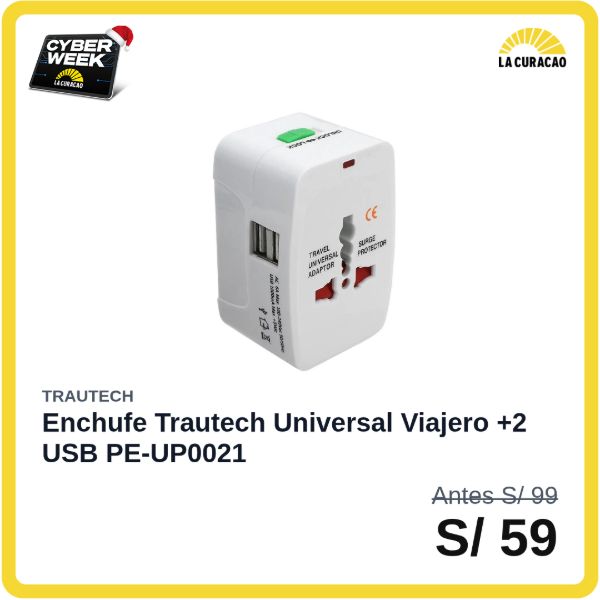 CYBER
WEEK
LA CURACAO
LA CURACAO
CE
TRAVEL
UNIVERSAL
ADAPTOR
SURGE
PROTECTOR
TRAUTECH
Enchufe Trautech Universal Viajero +2
USB PE-UP0021
Antes S/ 99
S/ 59